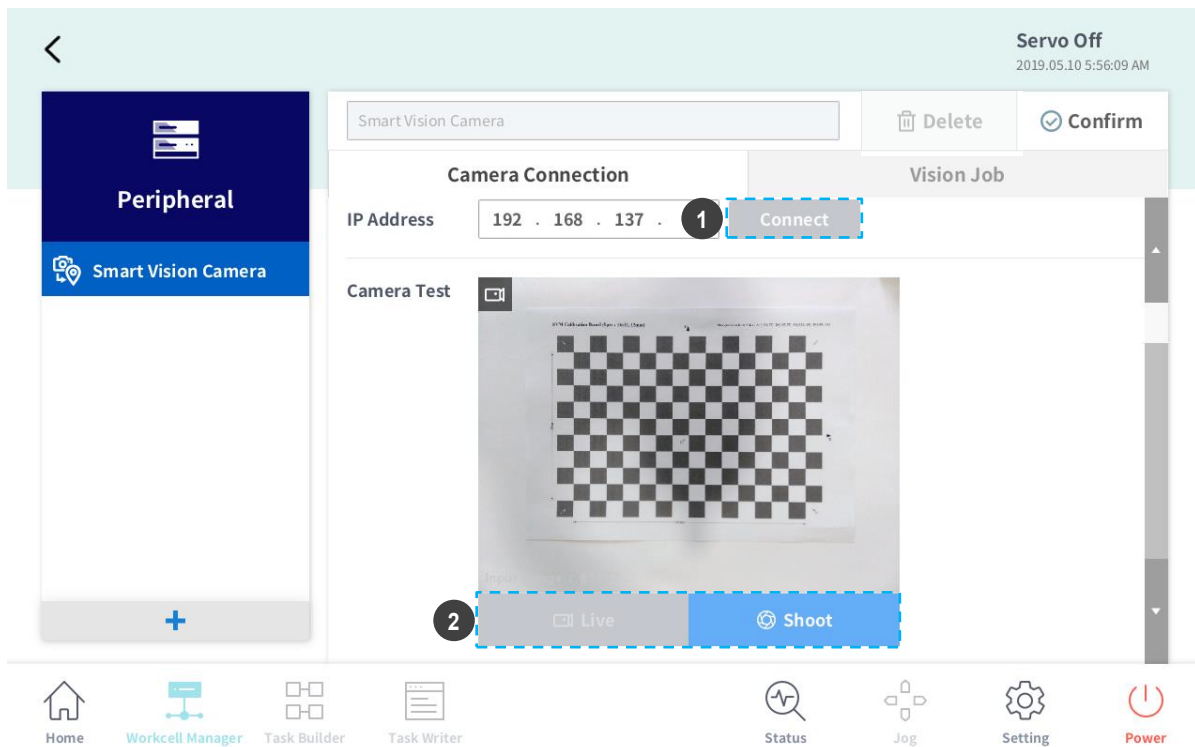 Servo Off
2019.05.10 5:56:09 AM
Peripheral
Smart Vision Camera
Smart Vision Camera
Delete
Confirm
Camera Connection
Vision Job
IP Address
192 . 168 . 137 .
1
Connect
Camera Test
2
Live
Shoot
Home
Workcell Manager
Task Builder
Task Writer
Status
Jog
Setting
Power